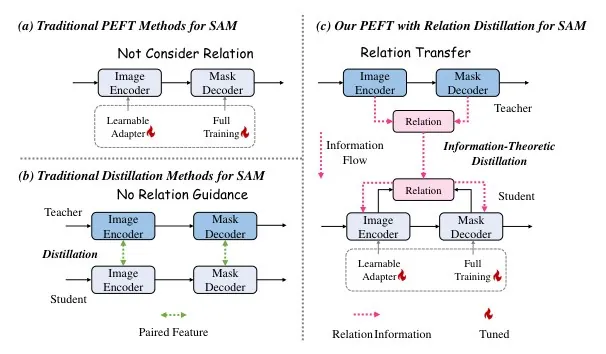 (a) Traditional PEFT Methods for SAM
Not Consider Relation
Image
Encoder
Mask
Decoder
Learnable
Adapter
Full
Training
(b) Traditional Distillation Methods for SAM
No Relation Guidance
Teacher
Image
Encoder
Mask
Decoder
Distillation
Image
Encoder
Mask
Decoder
Student
Paired Feature
(c) Our PEFT with Relation Distillation for SAM
Relation Transfer
Image
Encoder
Mask
Decoder
Teacher
Relation
Information
Flow
Information-Theoretic
Distillation
Relation
Student
Image
Encoder
Mask
Decoder
Learnable
Adapter
Full
Training
Relation Information
Tuned